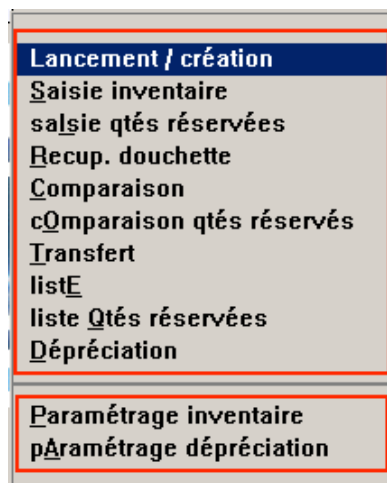 Lancement / création
Saisie inventaire
saIsie qtés réservées
Recup. douchette
Comparaison
cOmparaison qtés réservés
Transfert
listE
liste Qtés réservées
Dépréciation
Paramétrage inventaire
pAramétrage dépréciation